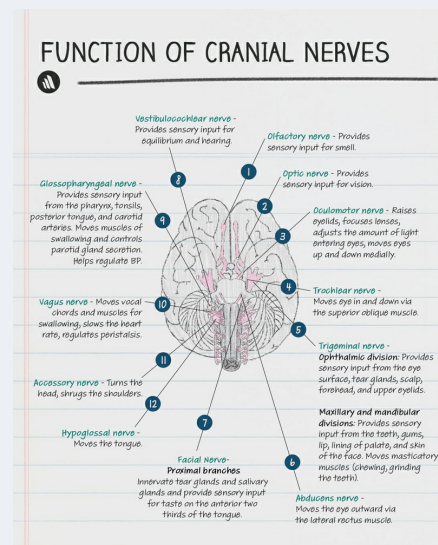 FUNCTION OF CRANIAL NERVES
Vestibulocochlear nerve -
Provides sensory input for
equilibrium and hearing.
8
Olfactory nerve - Provides
sensory input for smell.
1
Optic nerve - Provides
sensory input for vision.
2
Glossopharyngeal nerve -
Provides sensory input
from the pharynx, tonsils,
posterior tongue, and carotid
arteries. Moves muscles of
swallowing and controls
parotid gland secretion.
Helps regulate BP.
9
Oculomotor nerve - Raises
eyelids, focuses lenses,
adjusts the amount of light
entering eyes, moves eyes
up and down medially.
3
Trochlear nerve -
Moves eye in and down via
the superior oblique muscle.
4
Vagus nerve - Moves vocal
chords and muscles for
swallowing, slows the heart
rate, regulates peristalsis.
10
Trigeminal nerve -
Ophthalmic division: Provides
sensory input from the eye
surface, tear glands, scalp,
forehead, and upper eyelids.
5
Maxillary and mandibular
divisions: Provides sensory
input from the teeth, gums,
lip, lining of palate, and skin
of the face. Moves masticatory
muscles (chewing, grinding
the teeth).
Accessory nerve - Turns the
head, shrugs the shoulders.
11
Hypoglossal nerve -
Moves the tongue.
12
7
Facial Nerve-
Proximal branches
Innervate tear glands and salivary
glands and provide sensory input
for taste on the anterior two
thirds of the tongue.
6
Abducens nerve -
Moves the eye outward via
the lateral rectus muscle.